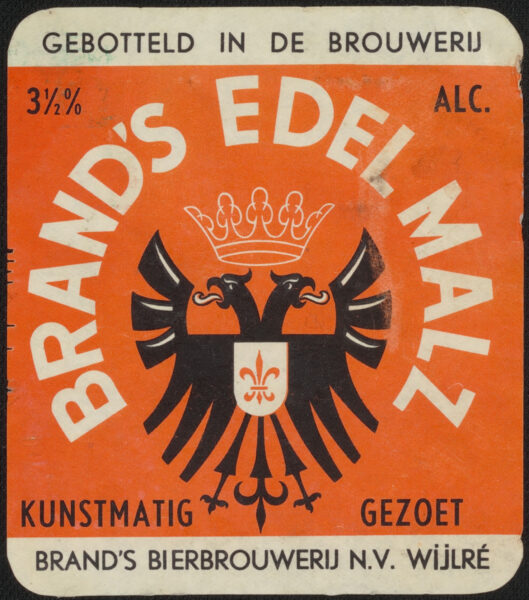 GEBOTTELD IN DE BROUWERIJ
3½% ALC.
BRAND'S EDEL MALZ
KUNSTMATIG GEZOET
BRAND'S BIERBROUWERIJ N.V. WIJLRÉ